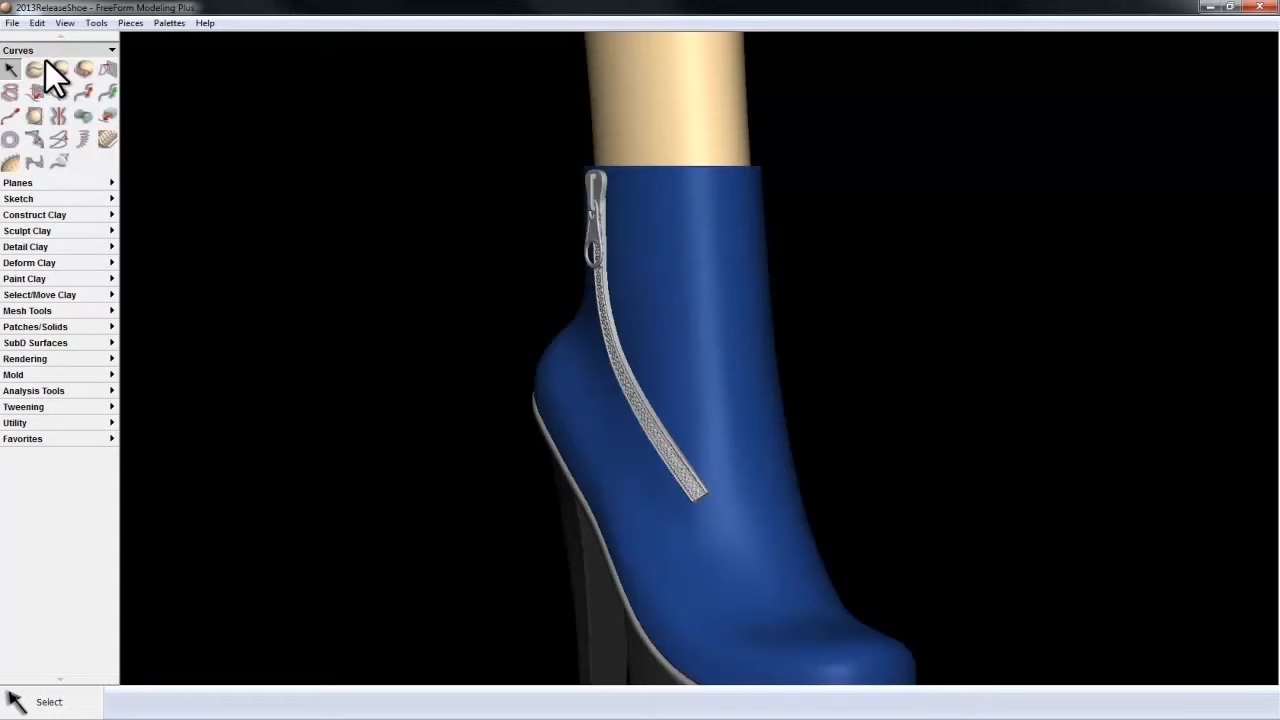 2013ReleaseShoe - FreeForm Modeling Plus
File Edit View Tools Pieces Palettes Help
Curves
Planes
Sketch
Construct Clay
Sculpt Clay
Detail Clay
Deform Clay
Paint Clay
Select/Move Clay
Mesh Tools
Patches/Solids
SubD Surfaces
Rendering
Mold
Analysis Tools
Tweening
Utility
Favorites
Select